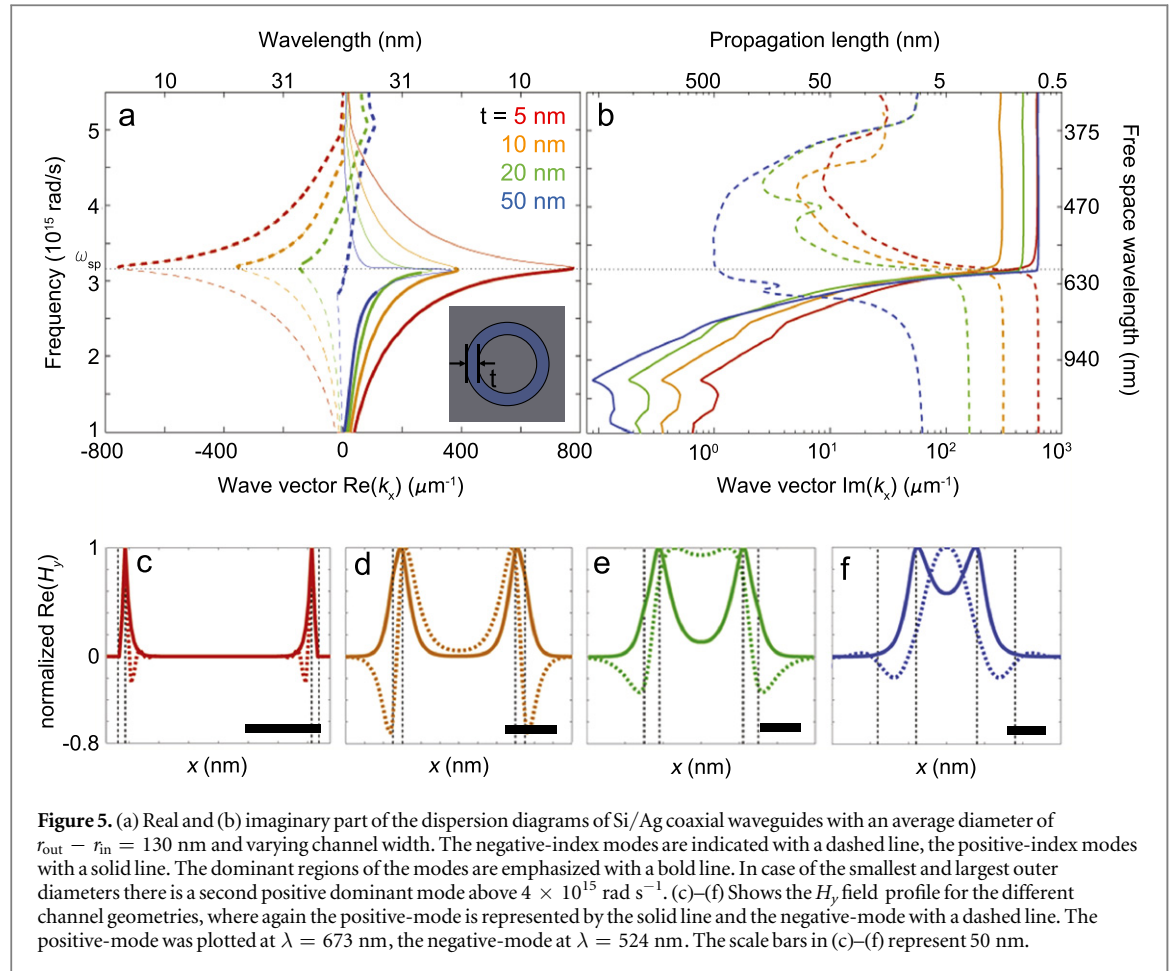 Wavelength (nm)
Propagation length (nm)
10 31 31 10
500 50 5 0.5
a
t = 5 nm
10 nm
20 nm
50 nm
b
5
4
ω_sp
3
2
1
Frequency (10¹⁵ rad/s)
t
375
470
630
940
Free space wavelength (nm)
-800 -400 0 400 800
10⁰ 10¹ 10² 10³
Wave vector Re(kₓ) (μm⁻¹)
Wave vector Im(kₓ) (μm⁻¹)
1
0
-0.8
normalized Re(H_y)
c
d
e
f
x (nm)
x (nm)
x (nm)
x (nm)
Figure 5. (a) Real and (b) imaginary part of the dispersion diagrams of Si/Ag coaxial waveguides with an average diameter of
r_out − r_in = 130 nm and varying channel width. The negative-index modes are indicated with a dashed line, the positive-index modes
with a solid line. The dominant regions of the modes are emphasized with a bold line. In case of the smallest and largest outer
diameters there is a second positive dominant mode above 4 × 10¹⁵ rad s⁻¹. (c)–(f) Shows the H_y field profile for the different
channel geometries, where again the positive-mode is represented by the solid line and the negative-mode with a dashed line. The
positive-mode was plotted at λ = 673 nm, the negative-mode at λ = 524 nm. The scale bars in (c)–(f) represent 50 nm.